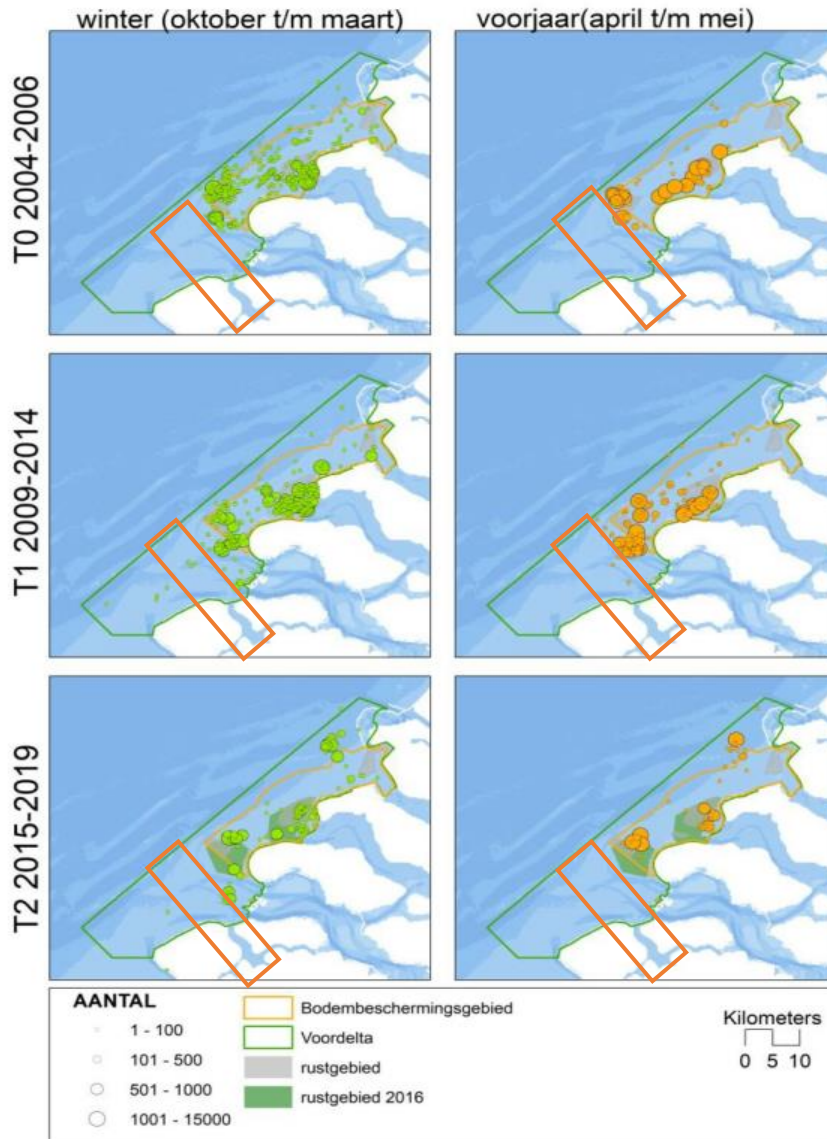 winter (oktober t/m maart)
voorjaar(april t/m mei)
T0 2004-2006
T1 2009-2014
T2 2015-2019
AANTAL
1 - 100
101 - 500
501 - 1000
1001 - 15000
Bodembeschermingsgebied
Voordelta
rustgebied
rustgebied 2016
Kilometers
0 5 10